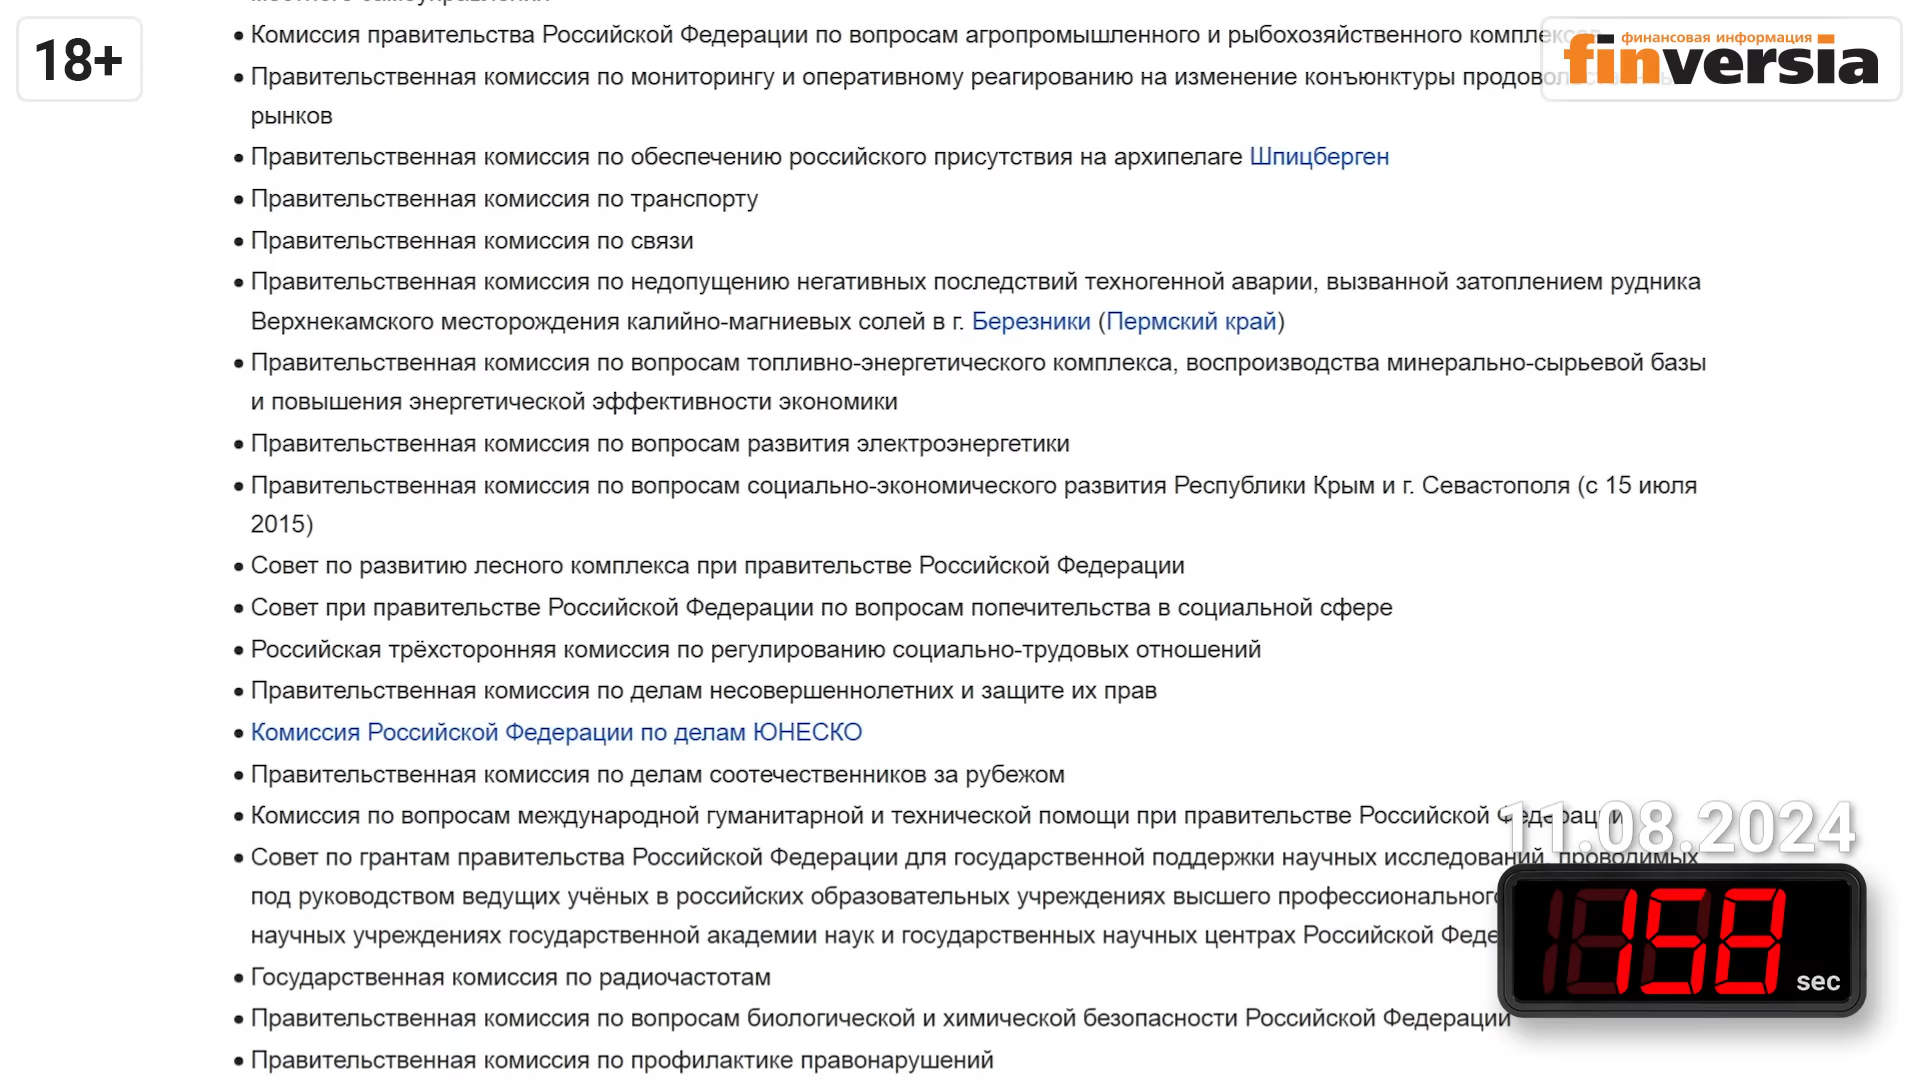 18+
финансовая информация
finversia
Комиссия правительства Российской Федерации по вопросам агропромышленного и рыбохозяйственного
Правительственная комиссия по мониторингу и оперативному реагированию на изменение конъюнктуры
рынков
Правительственная комиссия по обеспечению российского присутствия на архипелаге Шпицберген
Правительственная комиссия по транспорту
Правительственная комиссия по связи
Правительственная комиссия по недопущению негативных последствий техногенной аварии, вызванной затоплением рудника
Верхнекамского месторождения калийно-магниевых солей в г. Березники (Пермский край)
Правительственная комиссия по вопросам топливно-энергетического комплекса, воспроизводства минерально-сырьевой базы
и повышения энергетической эффективности экономики
Правительственная комиссия по вопросам развития электроэнергетики
Правительственная комиссия по вопросам социально-экономического развития Республики Крым и г. Севастополя (с 15 июля
2015)
Совет по развитию лесного комплекса при правительстве Российской Федерации
Совет при правительстве Российской Федерации по вопросам попечительства в социальной сфере
Российская трёхсторонняя комиссия по регулированию социально-трудовых отношений
Правительственная комиссия по делам несовершеннолетних и защите их прав
Комиссия Российской Федерации по делам ЮНЕСКО
Правительственная комиссия по делам соотечественников за рубежом
Комиссия по вопросам международной гуманитарной и технической помощи при правительстве Российской Федерации
11.08.2024
Совет по грантам правительства Российской Федерации для государственной поддержки научных исследований, проводимых
под руководством ведущих учёных в российских образовательных учреждениях высшего профессионального
научных учреждениях государственной академии наук и государственных научных центрах Российской Феде
158
sec
Государственная комиссия по радиочастотам
Правительственная комиссия по вопросам биологической и химической безопасности Российской Федерации
Правительственная комиссия по профилактике правонарушений